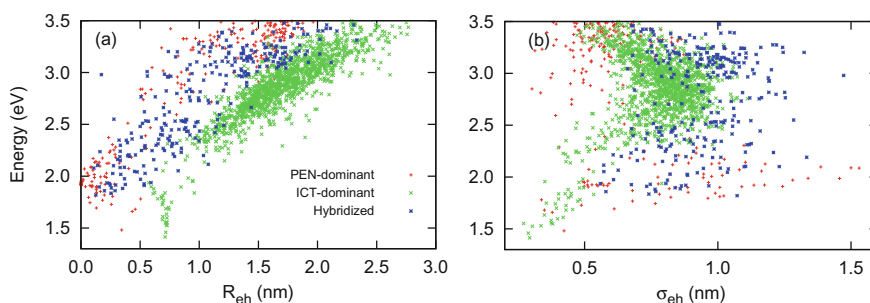 (a)
Energy (eV)
3.5
3.0
2.5
2.0
1.5
PEN-dominant
ICT-dominant
Hybridized
0.0 0.5 1.0 1.5 2.0 2.5 3.0
R_eh (nm)
(b)
3.5
3.0
2.5
2.0
1.5
0.5 1.0 1.5
σ_eh (nm)